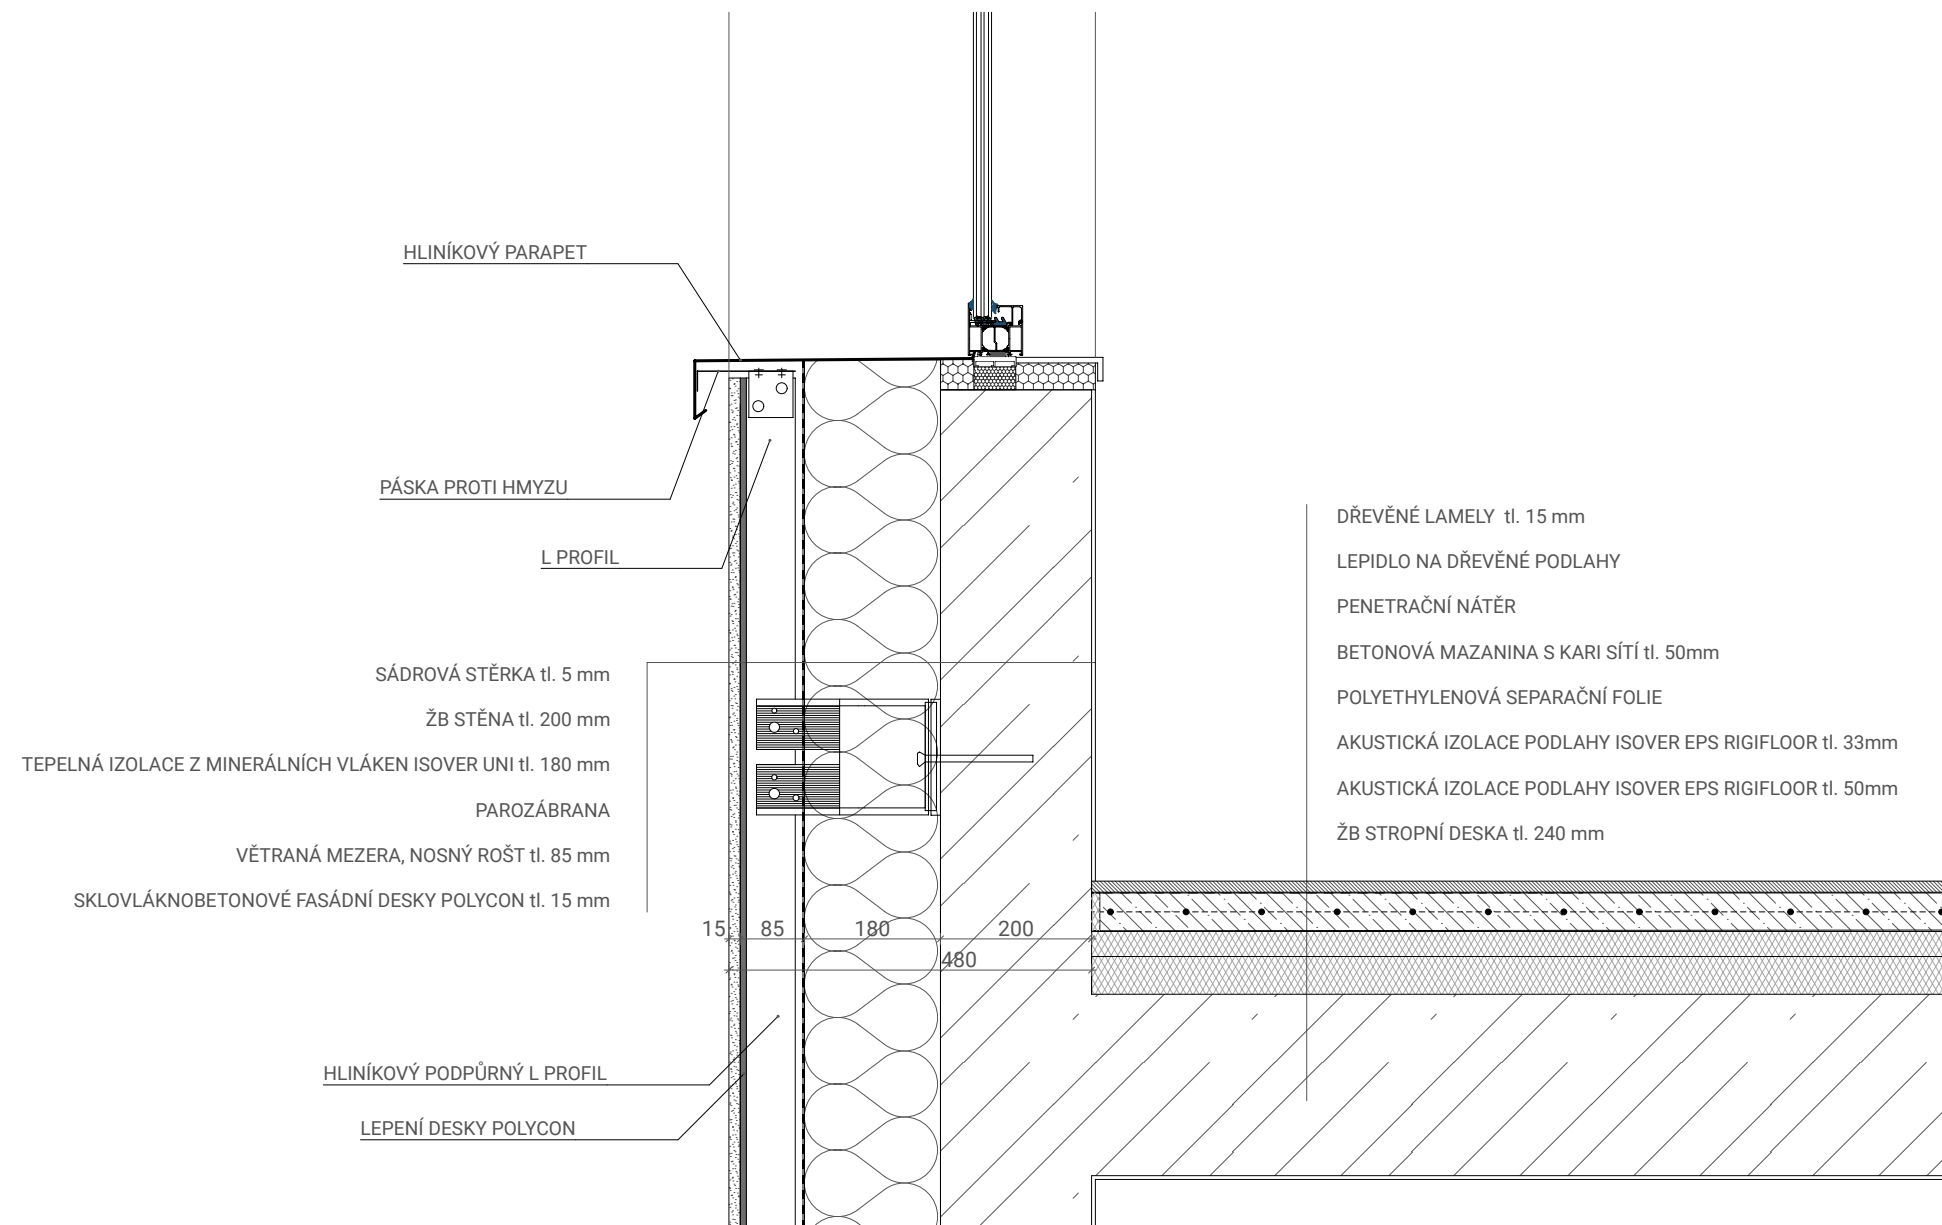 HLINÍKOVÝ PARAPET
PÁSKA PROTI HMYZU
L PROFIL
SÁDROVÁ STĚRKA tl. 5 mm
ŽB STĚNA tl. 200 mm
TEPELNÁ IZOLACE Z MINERÁLNÍCH VLÁKEN ISOVER UNI tl. 180 mm
PAROZÁBRANA
VĚTRANÁ MEZERA, NOSNÝ ROŠT tl. 85 mm
SKLOVLÁKNOBETONOVÉ FASÁDNÍ DESKY POLYCON tl. 15 mm
15 85 180 200
480
HLINÍKOVÝ PODPŮRNÝ L PROFIL
LEPENÍ DESKY POLYCON
DŘEVĚNÉ LAMELY tl. 15 mm
LEPIDLO NA DŘEVĚNÉ PODLAHY
PENETRAČNÍ NÁTĚR
BETONOVÁ MAZANINA S KARI SÍTÍ tl. 50mm
POLYETHYLENOVÁ SEPARAČNÍ FOLIE
AKUSTICKÁ IZOLACE PODLAHY ISOVER EPS RIGIFLOOR tl. 33mm
AKUSTICKÁ IZOLACE PODLAHY ISOVER EPS RIGIFLOOR tl. 50mm
ŽB STROPNÍ DESKA tl. 240 mm